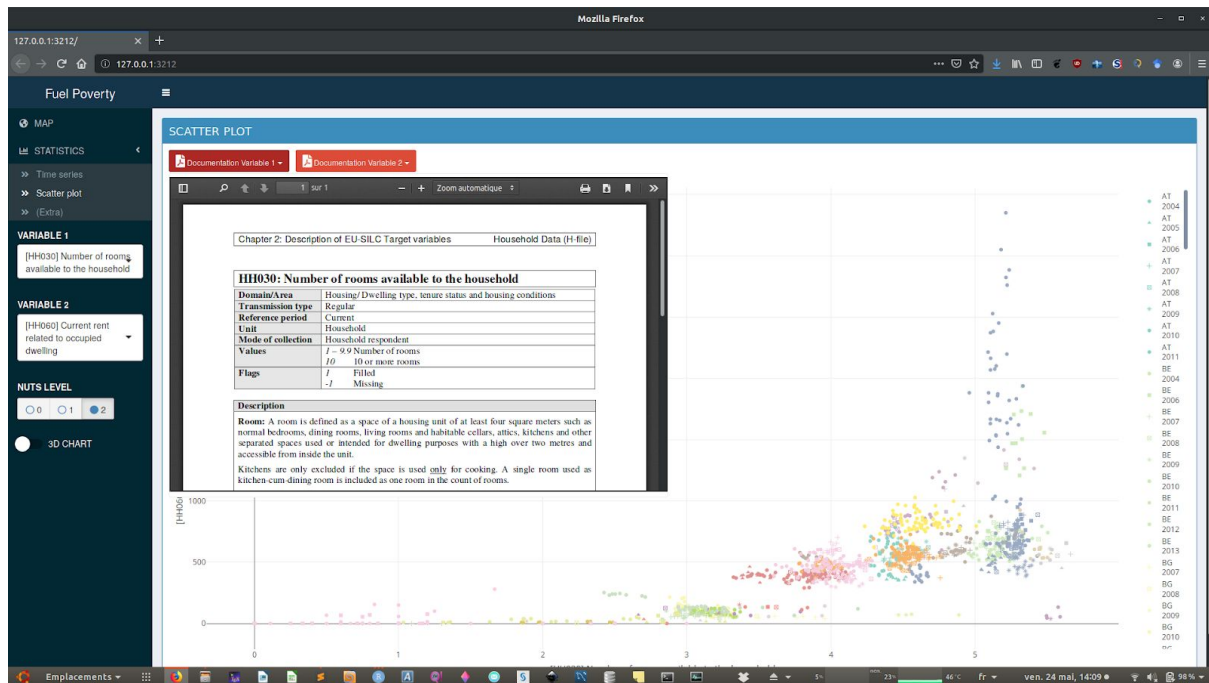 Mozilla Firefox
127.0.0.1:3212/
127.0.0.1:3212
Fuel Poverty
MAP
STATISTICS
Time series
Scatter plot
(Extra)
VARIABLE 1
[HH030] Number of rooms
available to the household
VARIABLE 2
[HH060] Current rent
related to occupied
dwelling
NUTS LEVEL
0 1 2
3D CHART
SCATTER PLOT
Documentation Variable 1
Documentation Variable 2
1 sur 1
Zoom automatique
Chapter 2: Description of EU-SILC Target variables Household Data (H-file)
HH030: Number of rooms available to the household
Domain/Area Housing/ Dwelling type, tenure status and housing conditions
Transmission type Regular
Reference period Current
Unit Household
Mode of collection Household respondent
Values 1 – 9.9 Number of rooms
10 10 or more rooms
Flags 1 Filled
-1 Missing
Description
Room: A room is defined as a space of a housing unit of at least four square meters such as
normal bedrooms, dining rooms, living rooms and habitable cellars, attics, kitchens and other
separated spaces used or intended for dwelling purposes with a high over two metres and
accessible from inside the unit.
Kitchens are only excluded if the space is used only for cooking. A single room used as
kitchen-cum-dining room is included as one room in the count of rooms.
1000
500
0
0 1 2 3 4 5
AT
2004
AT
2005
AT
2006
AT
2007
AT
2008
AT
2009
AT
2010
AT
2011
BE
2004
BE
2006
BE
2007
BE
2008
BE
2009
BE
2010
BE
2011
BE
2012
BE
2013
BG
2007
BG
2008
BG
2009
BG
2010
Emplacements
5%
23%
46°C
fr
ven. 24 mai, 14:09
98 %